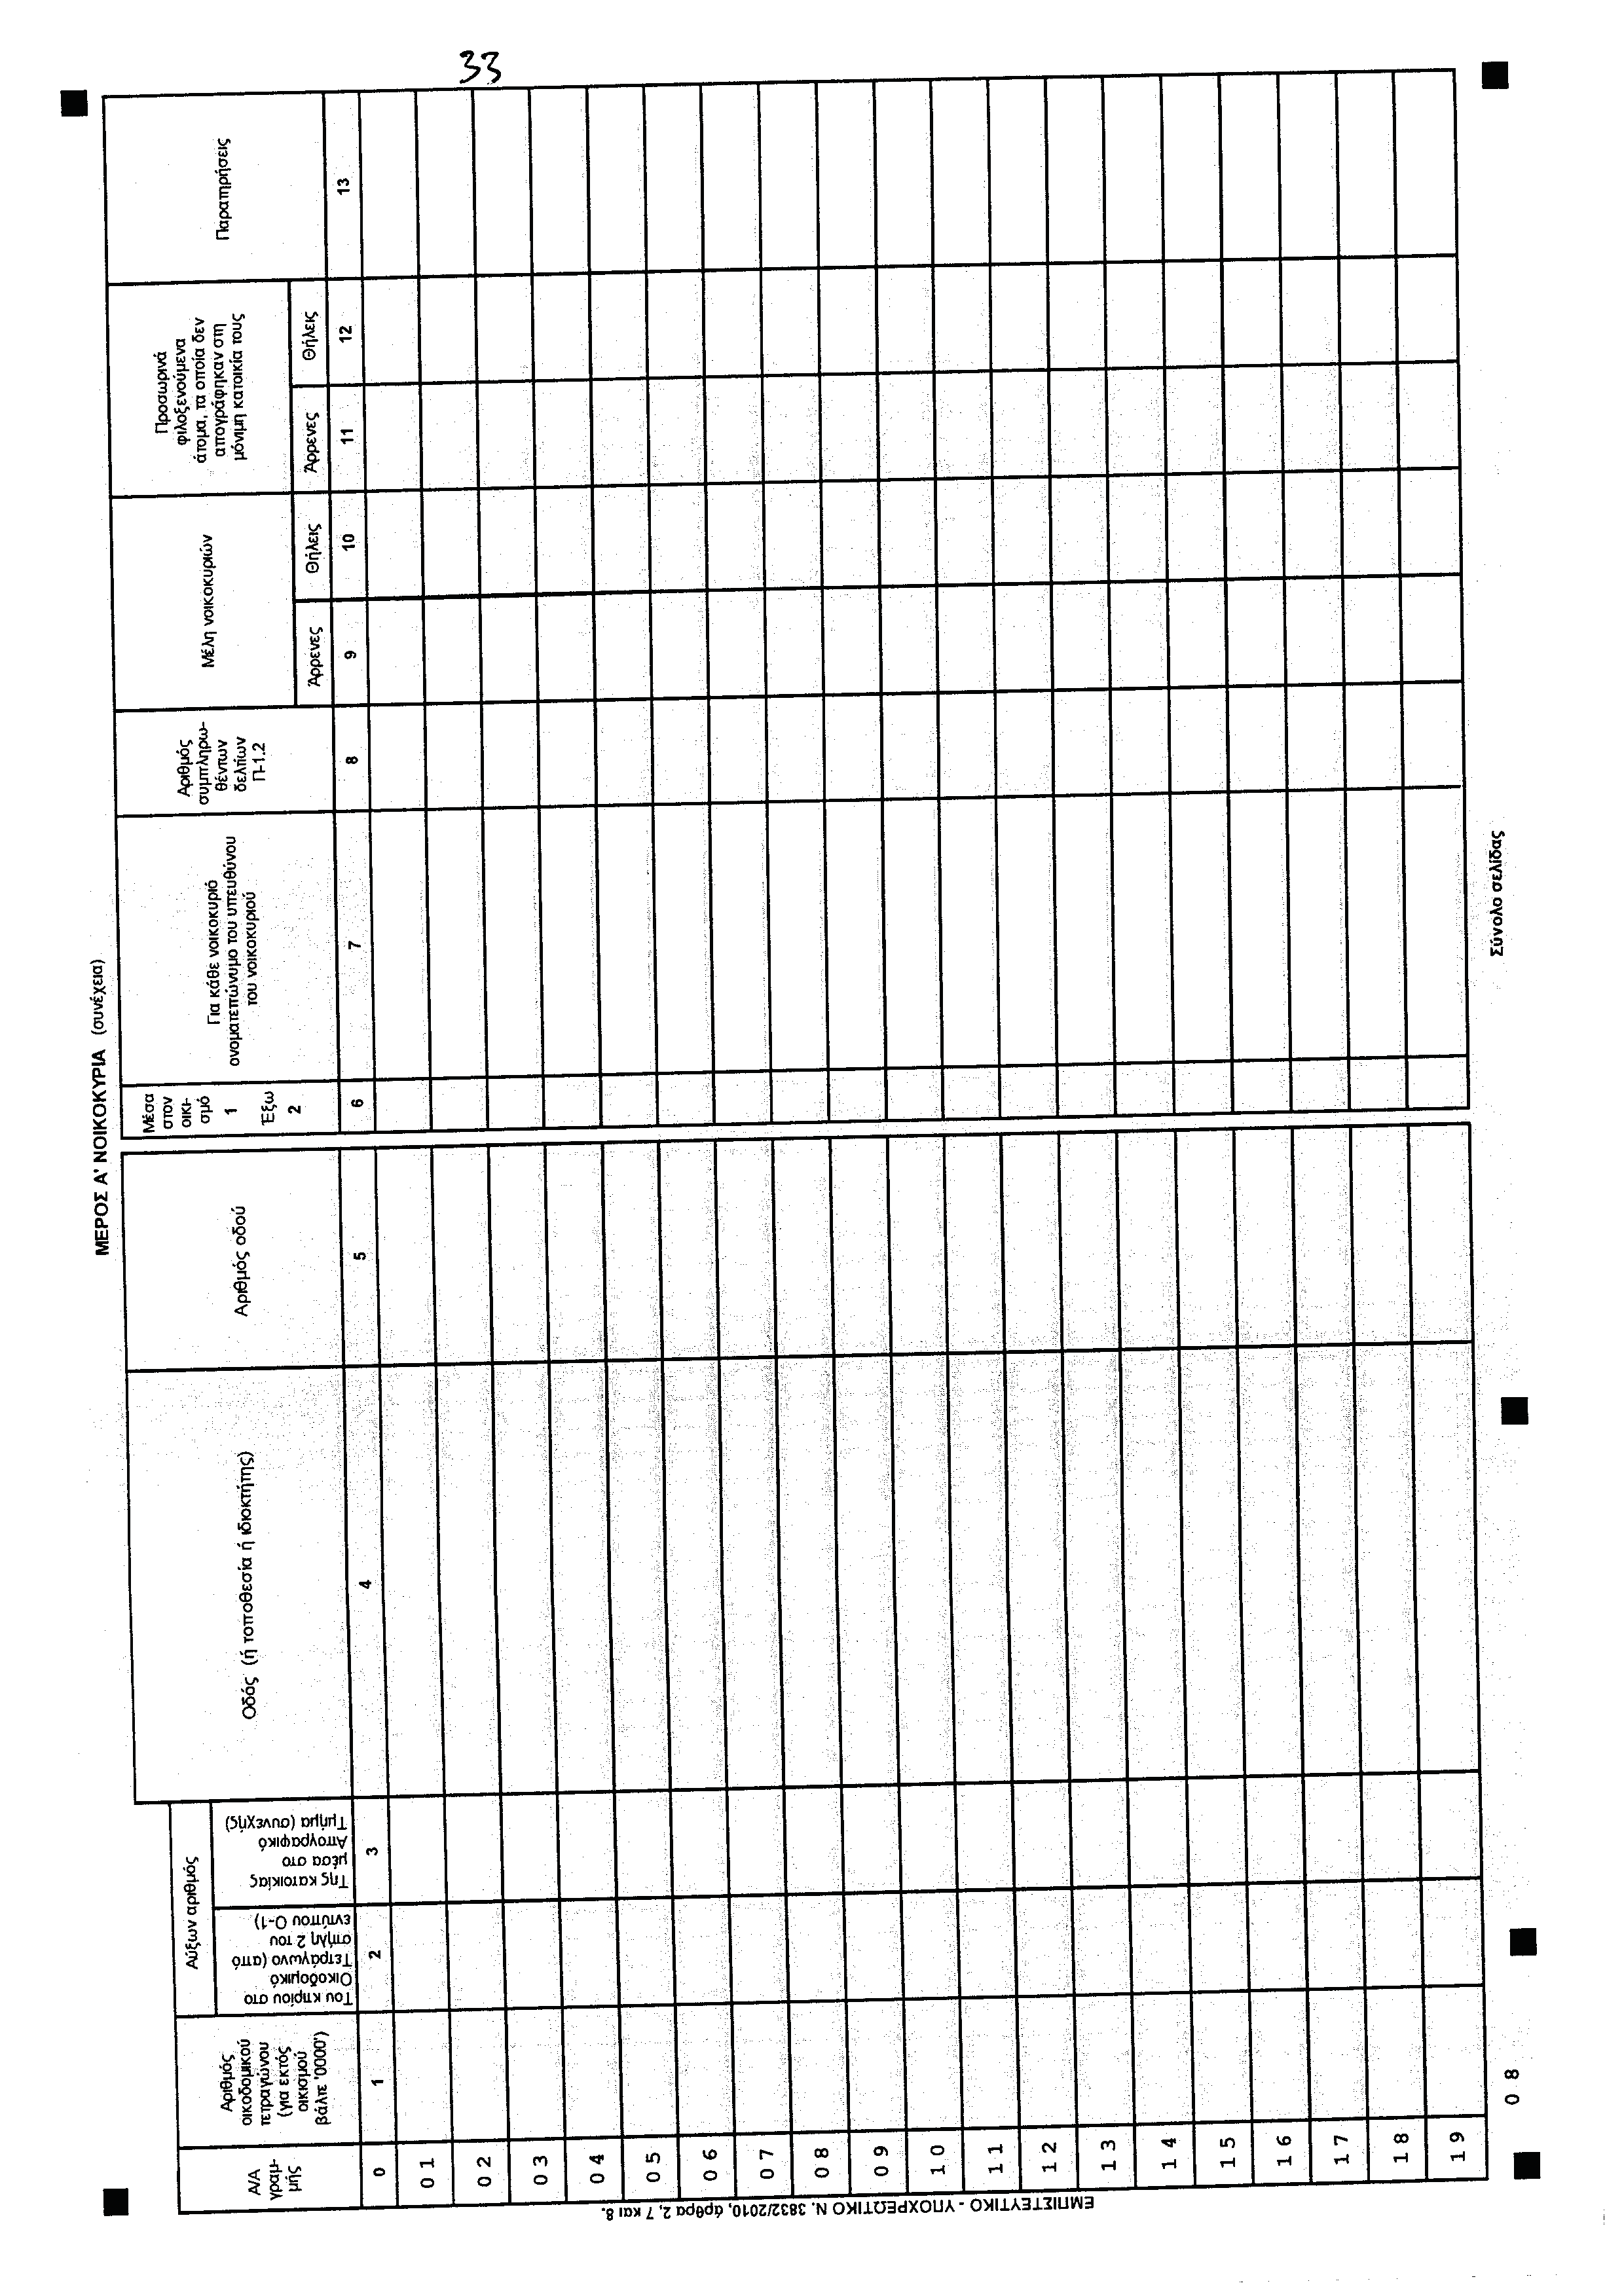 33
ΜΕΡΟΣ Α' ΝΟΙΚΟΚΥΡΙΑ (συνέχεια)
Α/Α
γραμ-
μής
Αριθμός
οικοδομικού
τετραγώνου
(για εκτός
οικισμού
βάλτε '0000')
Αύξων αριθμός
Του κτιρίου στο
Οικοδομικό
Τετράγωνο (από
στήλη 2 του
εντύπου Ο-1)
Της κατοικίας
μέσα στο
Απογραφικό
Τμήμα (συνεχής)
Οδός (ή τοποθεσία ή ιδιοκτήτης)
Αριθμός οδού
Μέσα
στον
οικι-
σμό
1
Έξω
2
Για κάθε νοικοκυριό
ονοματεπώνυμο του υπευθύνου
του νοικοκυριού
Αριθμός
συμπληρω-
θέντων
δελτίων
Π-1.2
Μέλη νοικοκυριών
Άρρενες
Θήλεις
Προσωρινά
φιλοξενούμενα
άτομα, τα οποία δεν
απογράφηκαν στη
μόνιμη κατοικία τους
Άρρενες
Θήλεις
Παρατηρήσεις
0 1 2 3 4 5 6 7 8 9 10 11 12 13
0 1
0 2
0 3
0 4
0 5
0 6
0 7
0 8
0 9
1 0
1 1
1 2
1 3
1 4
1 5
1 6
1 7
1 8
1 9
0 8
Σύνολο σελίδας
ΕΜΠΙΣΤΕΥΤΙΚΟ - ΥΠΟΧΡΕΩΤΙΚΟ Ν. 3832/2010, άρθρα 2, 7 και 8.